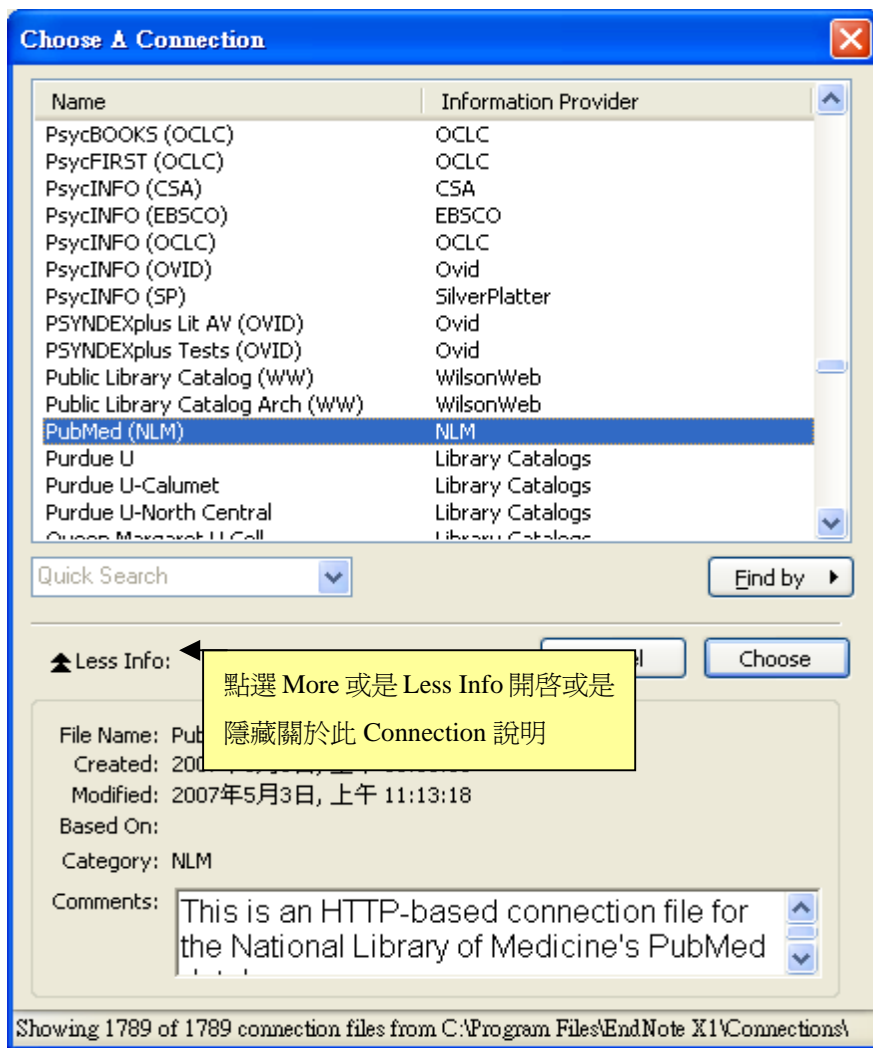 Choose A Connection
Name Information Provider
PsycBOOKS (OCLC) OCLC
PsycFIRST (OCLC) OCLC
PsycINFO (CSA) CSA
PsycINFO (EBSCO) EBSCO
PsycINFO (OCLC) OCLC
PsycINFO (OVID) Ovid
PsycINFO (SP) SilverPlatter
PSYNDEXplus Lit AV (OVID) Ovid
PSYNDEXplus Tests (OVID) Ovid
Public Library Catalog (WW) WilsonWeb
Public Library Catalog Arch (WW) WilsonWeb
PubMed (NLM) NLM
Purdue U Library Catalogs
Purdue U-Calumet Library Catalogs
Purdue U-North Central Library Catalogs
Queen Margaret U Coll Library Catalogs
Quick Search Find by
Less Info: Choose
點選 More 或是 Less Info 開啓或是
隱藏關於此 Connection 說明
File Name:
Created:
Modified: 2007年5月3日, 上午 11:13:18
Based On:
Category: NLM
Comments: This is an HTTP-based connection file for
the National Library of Medicine's PubMed
Showing 1789 of 1789 connection files from C:\Program Files\EndNote X1\Connections\